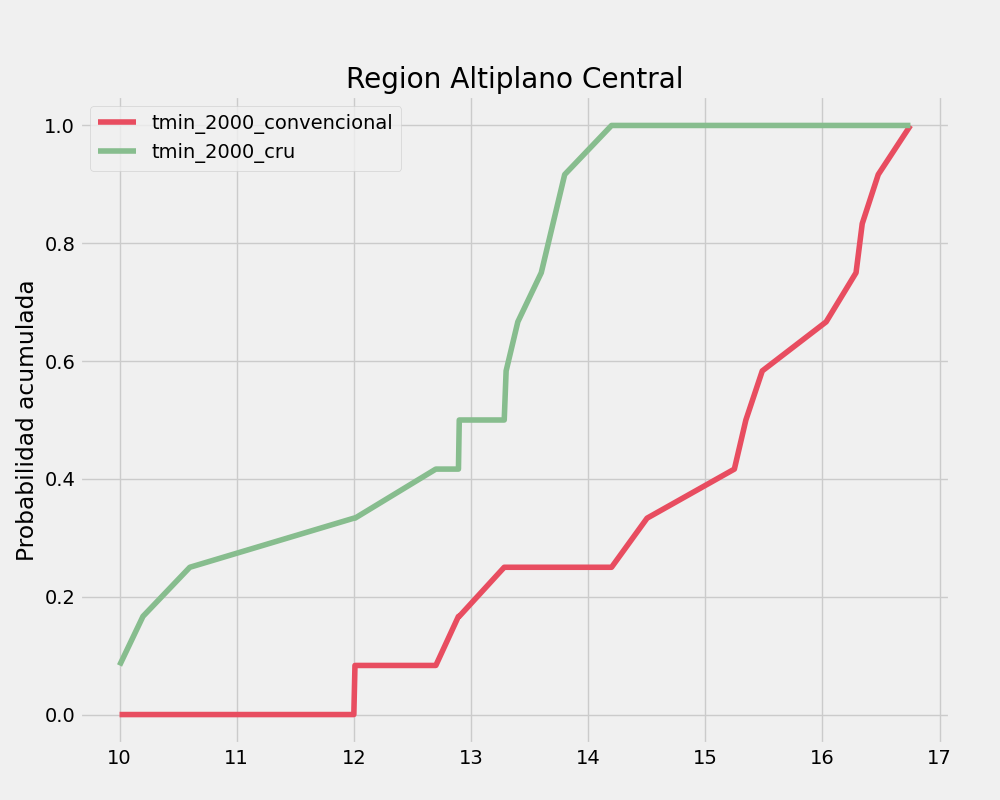 Region Altiplano Central
tmin_2000_convencional
tmin_2000_cru
Probabilidad acumulada
1.0
0.8
0.6
0.4
0.2
0.0
10 11 12 13 14 15 16 17